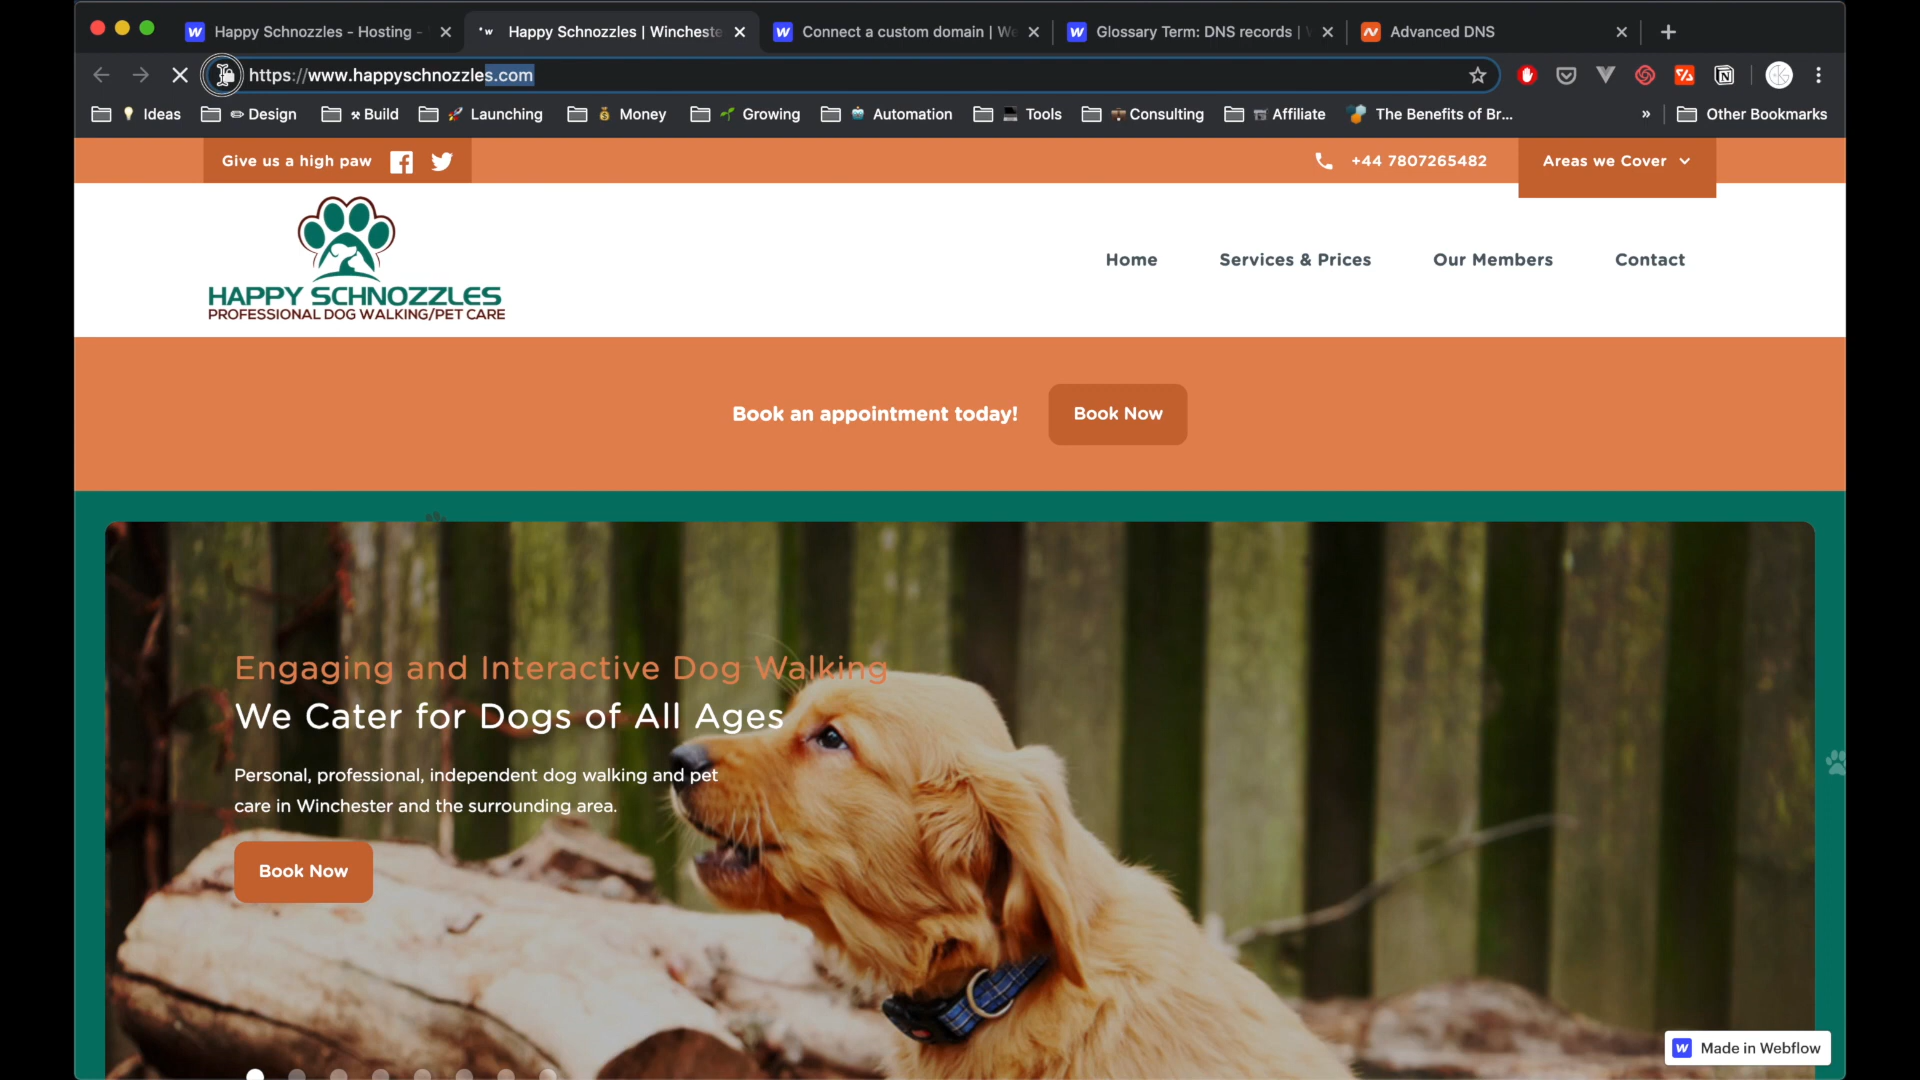 Happy Schnozzles - Hosting -
Happy Schnozzles | Winchester
Connect a custom domain | We
Glossary Term: DNS records |
Advanced DNS
https://www.happyschnozzles.com
Ideas
Design
Build
Launching
Money
Growing
Automation
Tools
Consulting
Affiliate
The Benefits of Br...
»
Other Bookmarks
Give us a high paw
+44 7807265482
Areas we Cover
HAPPY SCHNOZZLES
PROFESSIONAL DOG WALKING/PET CARE
Home
Services & Prices
Our Members
Contact
Book an appointment today!
Book Now
Engaging and Interactive Dog Walking
We Cater for Dogs of All Ages
Personal, professional, independent dog walking and pet
care in Winchester and the surrounding area.
Book Now
Made in Webflow